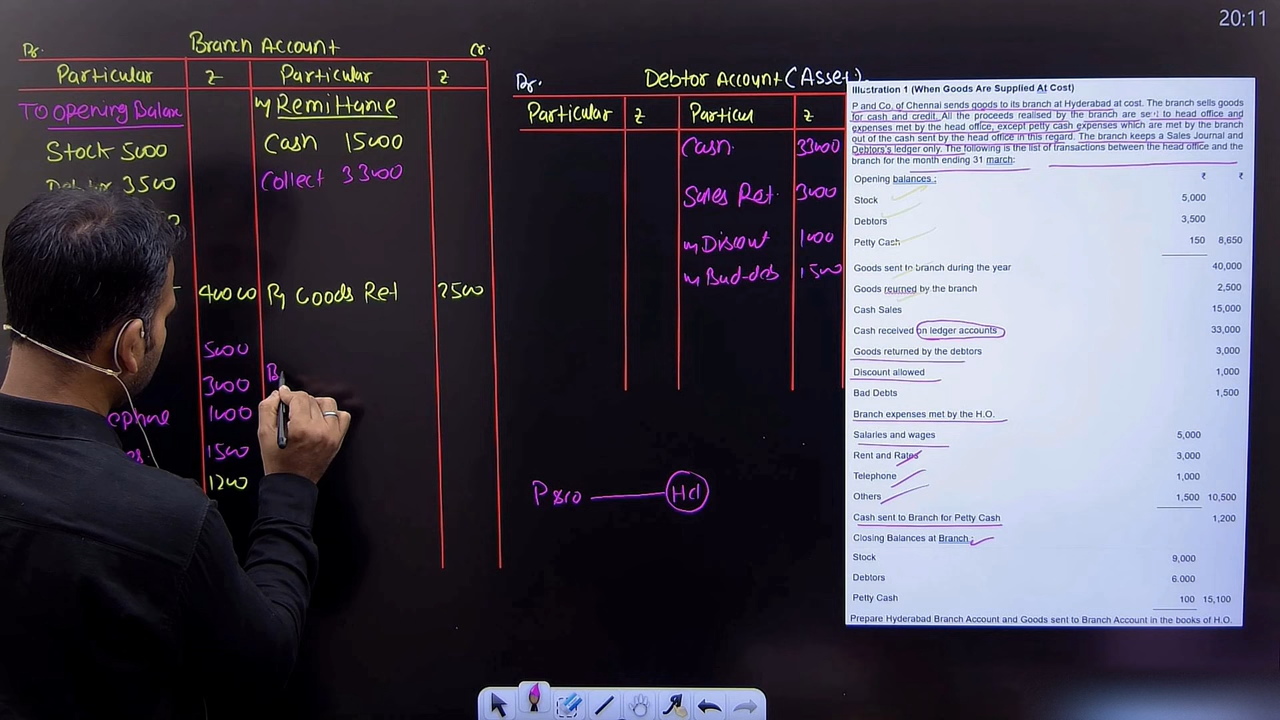 20:11
Dr. Branch Account Cr.
Particular ₹ Particular ₹
To Opening Balan
Stock 5000
3500
By Remittance
Cash 15000
Collect 33000
40000 By Goods Ret 2500
5000
3000 B
ephone 1000
1500
1200
Dr. Debtor Account (Asset)
Particular ₹ Particul ₹
Cash 33000
Sales Ret. 3000
By Discout 1000
By Bad-deb 1500
HO
Illustration 1 (When Goods Are Supplied At Cost)
P and Co. of Chennai sends goods to its branch at Hyderabad at cost. The branch sells goods
for cash and credit. All the proceeds realised by the branch are to head office and
expenses met by the head office, except petty cash expenses which are met by the branch
out of the cash sent by the head office in this regard. The branch keeps a Sales Journal and
Debtors's ledger only. The following is the list of transactions between the head office and the
branch for the month ending 31 march:
Opening balances : ₹ ₹
Stock 5,000
Debtors 3,500
Petty Cash 150 8,650
Goods sent to branch during the year 40,000
Goods reurned by the branch 2,500
Cash Sales 15,000
Cash received on ledger accounts 33,000
Goods returned by the debtors 3,000
Discount allowed 1,000
Bad Debts 1,500
Branch expenses met by the H.O.
Salaries and wages 5,000
Rent and Rates 3,000
Telephone 1,000
Others 1,500 10,500
Cash sent to Branch for Petty Cash 1,200
Closing Balances at Branch :
Stock 9,000
Debtors 6.000
Petty Cash 100 15,100
Prepare Hyderabad Branch Account and Goods sent to Branch Account in the books of H.O.